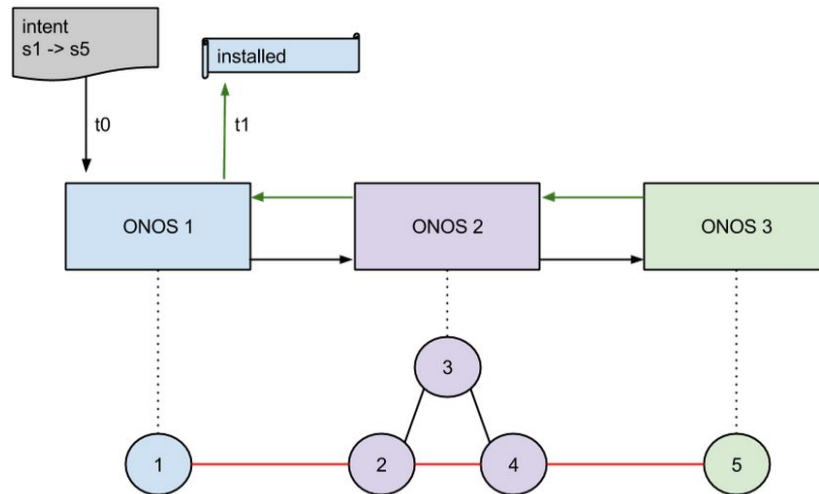 intent
s1 -> s5
installed
t0
t1
ONOS 1
ONOS 2
ONOS 3
3
1
2
4
5